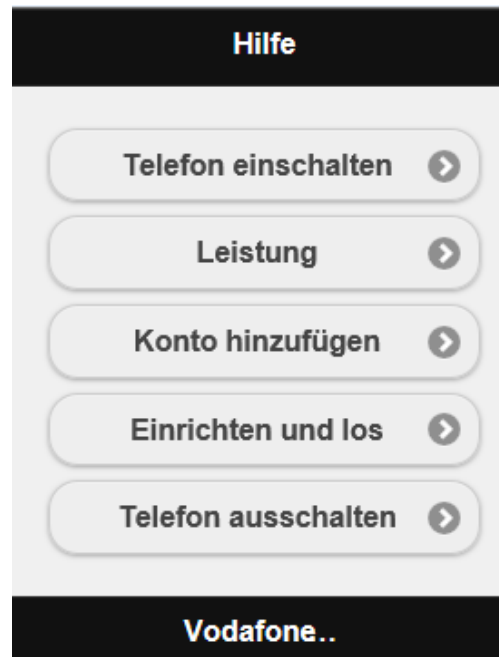 Hilfe
Telefon einschalten
Leistung
Konto hinzufügen
Einrichten und los
Telefon ausschalten
Vodafone..